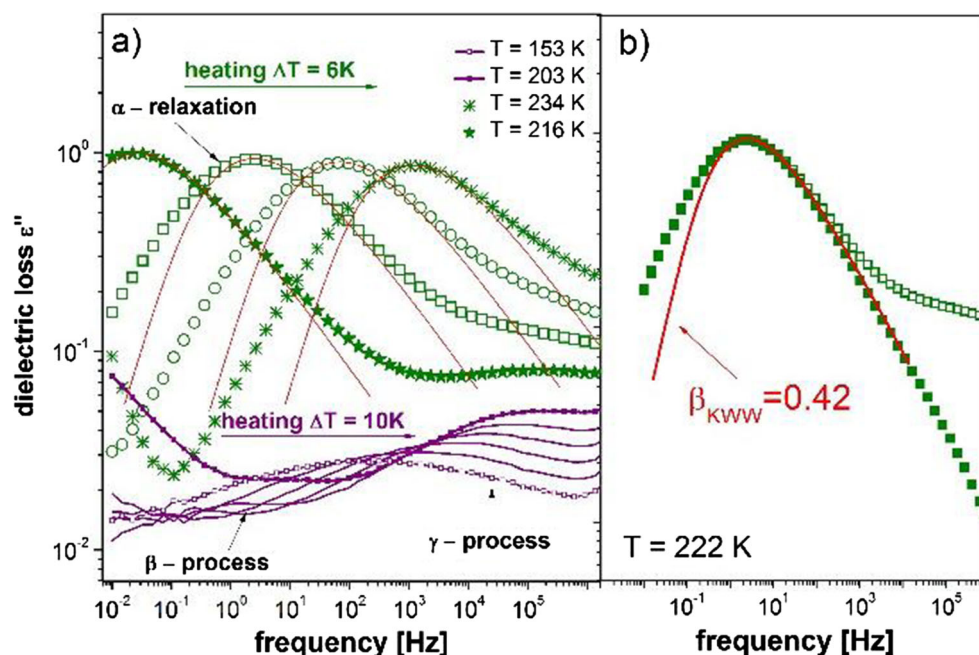 a)
T = 153 K
T = 203 K
T = 234 K
T = 216 K
heating ΔT = 6K
α – relaxation
10⁰
10⁻¹
10⁻²
dielectric loss ε"
heating ΔT = 10K
β – process
γ – process
10⁻² 10⁻¹ 10⁰ 10¹ 10² 10³ 10⁴ 10⁵
frequency [Hz]
b)
β_KWW=0.42
T = 222 K
10⁻¹ 10¹ 10³ 10⁵
frequency [Hz]